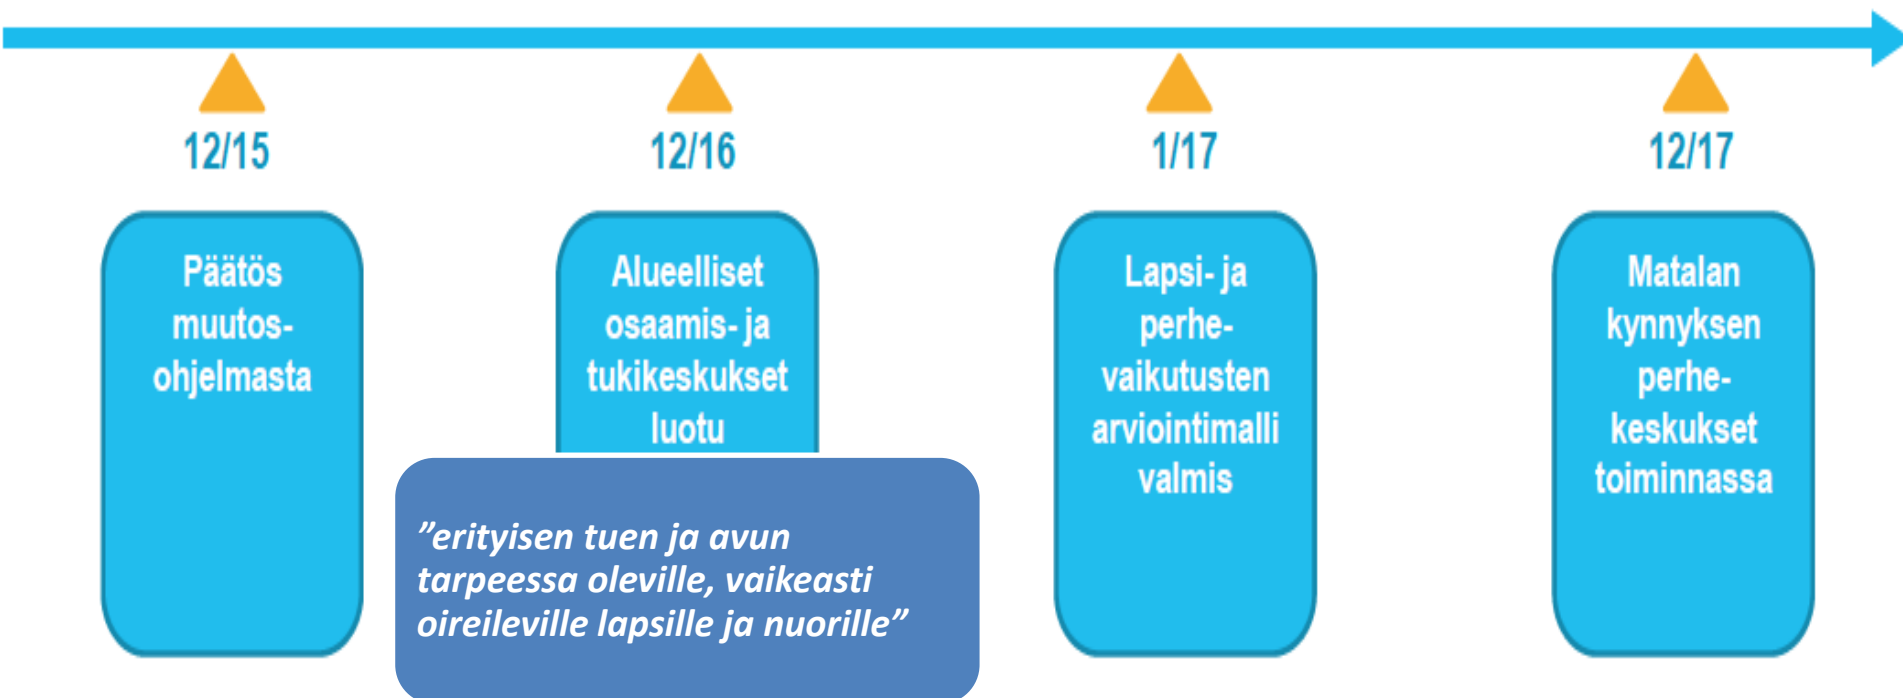 12/15
12/16
1/17
12/17
Päätös
muutos-
ohjelmasta
Alueelliset
osaamis- ja
tukikeskukset
luotu
”erityisen tuen ja avun
tarpeessa oleville, vaikeasti
oireileville lapsille ja nuorille”
Lapsi- ja
perhe-
vaikutusten
arviointimalli
valmis
Matalan
kynnyksen
perhe-
keskukset
toiminnassa